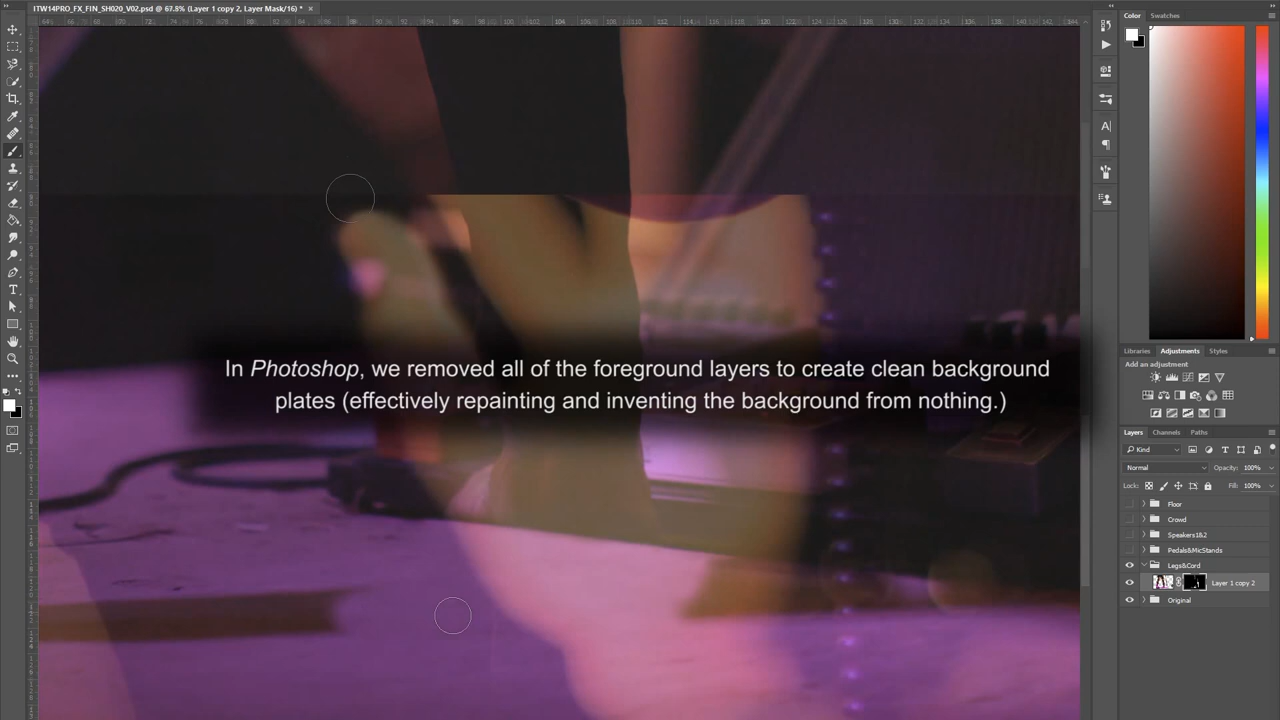 ITW14PRO_FX_FIN_SH020_V02.psd @ 67.8% (Layer 1 copy 2, Layer Mask/16) *
Color
Swatches
In Photoshop, we removed all of the foreground layers to create clean background
plates (effectively repainting and inventing the background from nothing.)
Libraries
Adjustments
Styles
Add an adjustment
Layers
Channels
Paths
Kind
Normal
Opacity: 100%
Lock:
Fill: 100%
Floor
Crowd
Speakers1&2
Pedals&MicStands
Legs&Cord
Layer 1 copy 2
Original